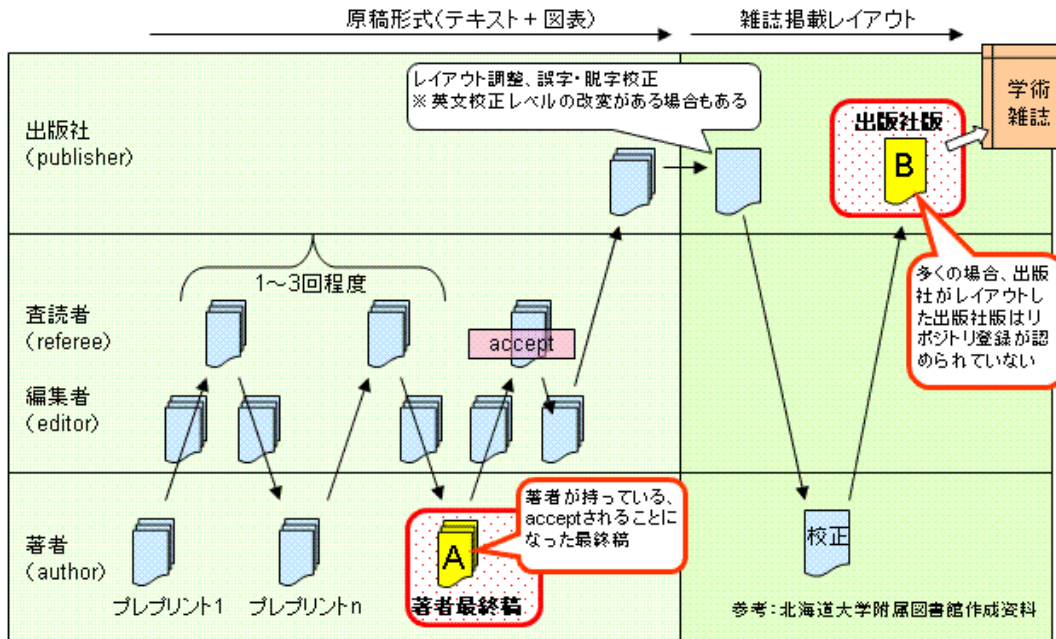 原稿形式(テキスト+図表)
雑誌掲載レイアウト
レイアウト調整、誤字・脱字校正
※ 英文校正レベルの改変がある場合もある
学術
雑誌
出版社
(publisher)
出版社版
B
多くの場合、出版
社がレイアウトし
た出版社版はリ
ポジトリ登録が認
められていない
1~3回程度
査読者
(referee)
accept
編集者
(editor)
著者が持っている、
acceptされることに
なった最終稿
著者
(author)
A
校正
プレプリント1
プレプリントn
著者最終稿
参考:北海道大学附属図書館作成資料